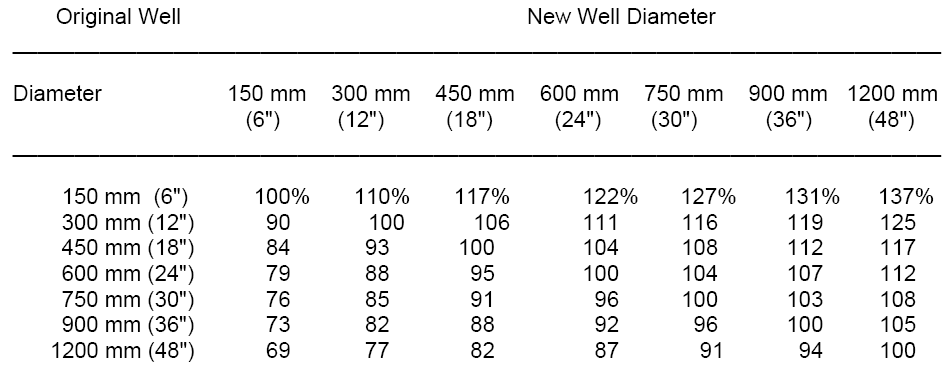 Original Well New Well Diameter
Diameter 150 mm 300 mm 450 mm 600 mm 750 mm 900 mm 1200 mm
(6") (12") (18") (24") (30") (36") (48")
150 mm (6") 100% 110% 117% 122% 127% 131% 137%
300 mm (12") 90 100 106 111 116 119 125
450 mm (18") 84 93 100 104 108 112 117
600 mm (24") 79 88 95 100 104 107 112
750 mm (30") 76 85 91 96 100 103 108
900 mm (36") 73 82 88 92 96 100 105
1200 mm (48") 69 77 82 87 91 94 100